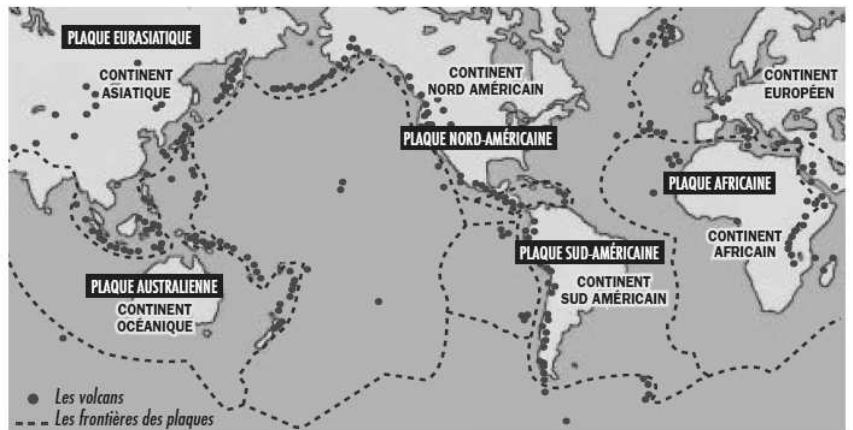 PLAQUE EURASIATIQUE
CONTINENT
ASIATIQUE
CONTINENT
NORD AMÉRICAIN
CONTINENT
EUROPÉEN
PLAQUE NORD-AMÉRICAINE
PLAQUE AFRICAINE
CONTINENT
AFRICAIN
PLAQUE SUD-AMÉRICAINE
CONTINENT
SUD AMÉRICAIN
PLAQUE AUSTRALIENNE
CONTINENT
OCÉANIQUE
Les volcans
Les frontières des plaques